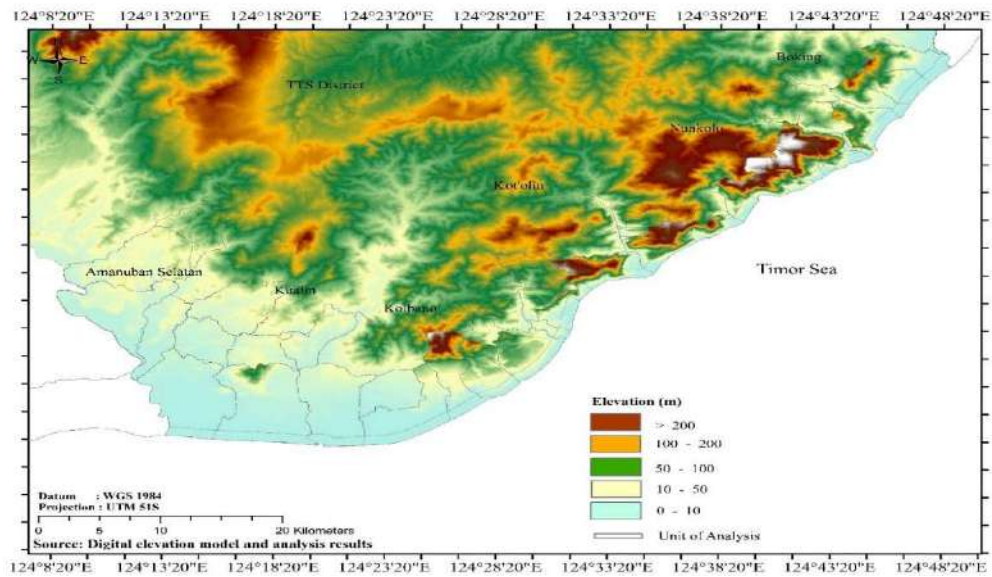 124°8'20"E 124°13'20"E 124°18'20"E 124°23'20"E 124°28'20"E 124°33'20"E 124°38'20"E 124°43'20"E 124°48'20"E
W E
S
Boking
TTS District
Nunkolo
Kot'olin
Timor Sea
Amanuban Selatan
Kualin
Kolbano
Elevation (m)
> 200
100 - 200
50 - 100
10 - 50
0 - 10
Unit of Analysis
Datum : WGS 1984
Projection : UTM 51S
0 5 10 20 Kilometers
Source: Digital elevation model and analysis results
124°8'20"E 124°13'20"E 124°18'20"E 124°23'20"E 124°28'20"E 124°33'20"E 124°38'20"E 124°43'20"E 124°48'20"E